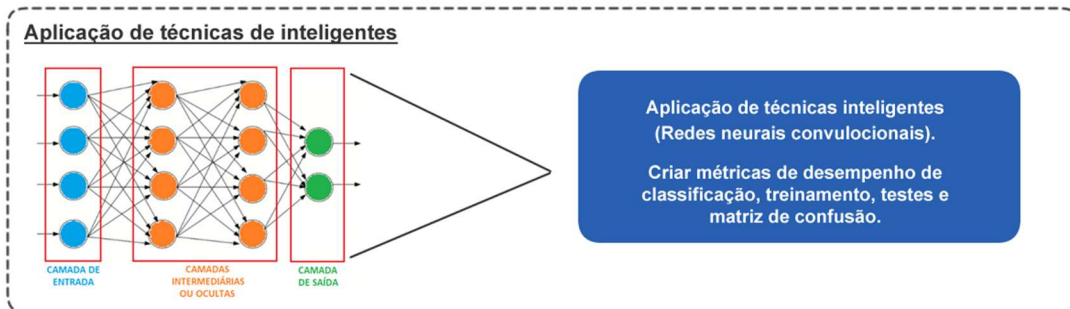 Aplicação de técnicas de inteligentes
CAMADA DE
ENTRADA
CAMADAS
INTERMEDIÁRIAS
OU OCULTAS
CAMADA
DE SAÍDA
Aplicação de técnicas inteligentes
(Redes neurais convulocionais).
Criar métricas de desempenho de
classificação, treinamento, testes e
matriz de confusão.